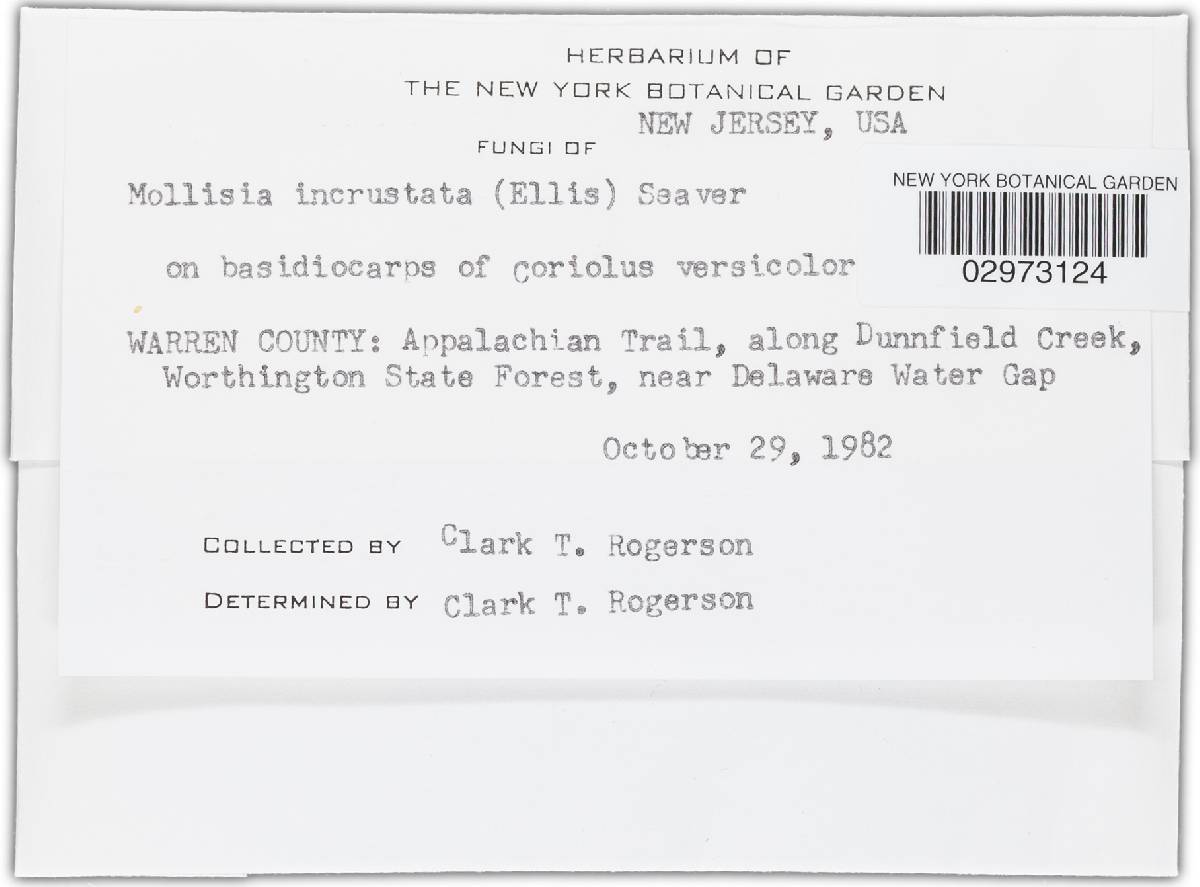 HERBARIUM OF
THE NEW YORK BOTANICAL GARDEN
NEW JERSEY, USA
FUNGI OF
Mollisia incrustata (Ellis) Seaver
NEW YORK BOTANICAL GARDEN
02973124
on basidiocarps of Coriolus versicolor
WARREN COUNTY: Appalachian Trail, along Dunnfield Creek,
Worthington State Forest, near Delaware Water Gap
October 29, 1982
COLLECTED BY Clark T. Rogerson
DETERMINED BY Clark T. Rogerson